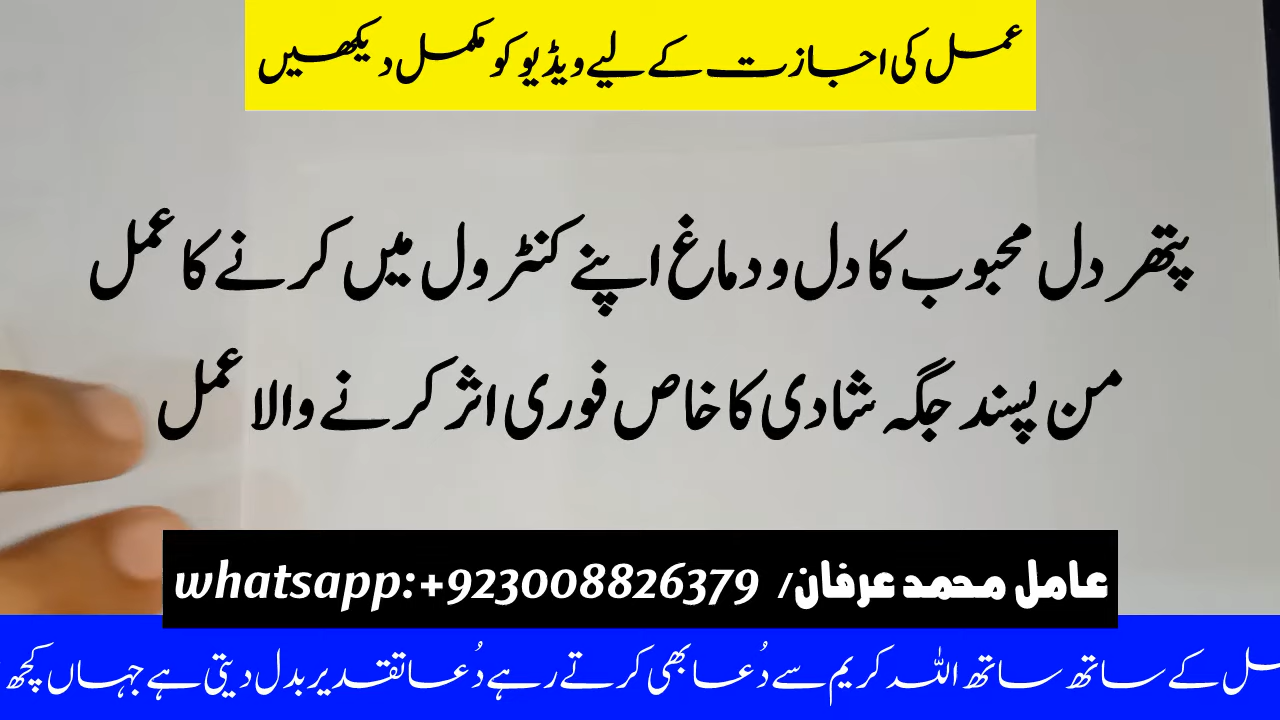 عمل کی اجازت کے لیے ویڈیو کو مکمل دیکھیں
پتھر دل محبوب کا دل و دماغ اپنے کنٹرول میں کرنے کا عمل
من پسند جگہ شادی کا خاص فوری اثر کرنے والا عمل
عامل محمد عرفان/ whatsapp:+923008826379
کے ساتھ ساتھ اللہ کریم سے دُعا بھی کرتے رہے دُعا تقدیر بدل دیتی ہے جہاں کچھ